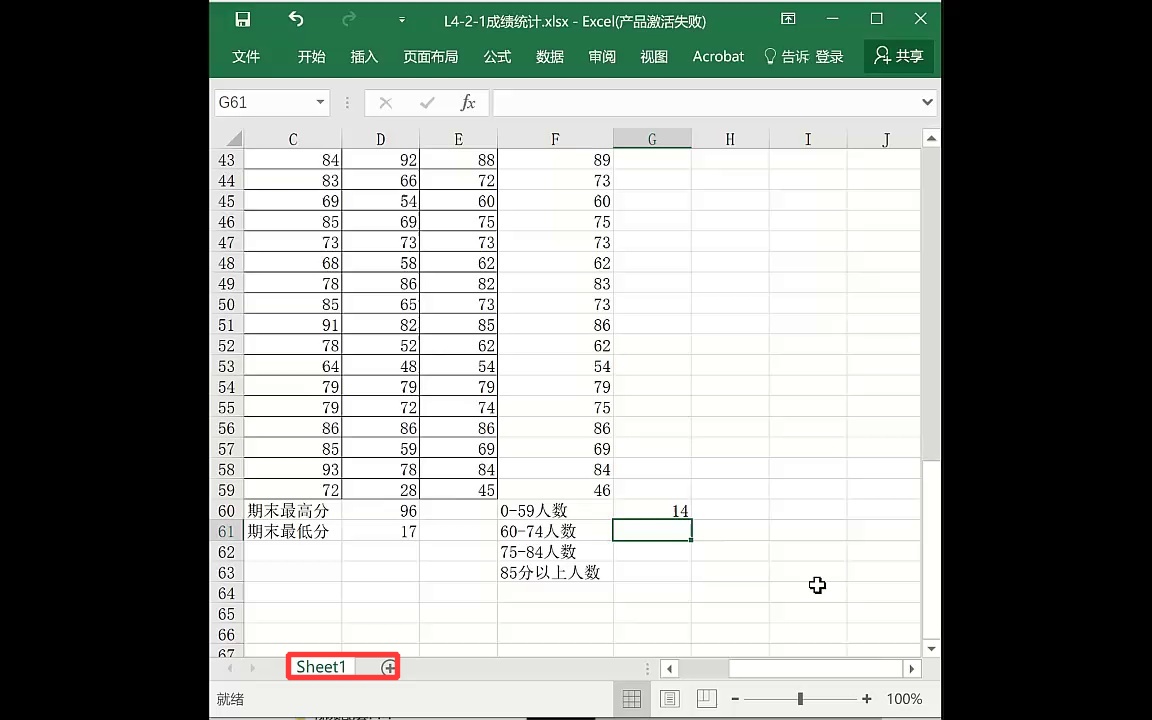 L4-2-1成绩统计.xlsx - Excel(产品激活失败)
文件 开始 插入 页面布局 公式 数据 审阅 视图 Acrobat 告诉 登录 共享
G61 fx
C D E F G H I J
43 84 92 88 89
44 83 66 72 73
45 69 54 60 60
46 85 69 75 75
47 73 73 73 73
48 68 58 62 62
49 78 86 82 83
50 85 65 73 73
51 91 82 85 86
52 78 52 62 62
53 64 48 54 54
54 79 79 79 79
55 79 72 74 75
56 86 86 86 86
57 85 59 69 69
58 93 78 84 84
59 72 28 45 46
60 期末最高分 96 0-59人数 14
61 期末最低分 17 60-74人数
62 75-84人数
63 85分以上人数
64
65
66
67
Sheet1
就绪 100%